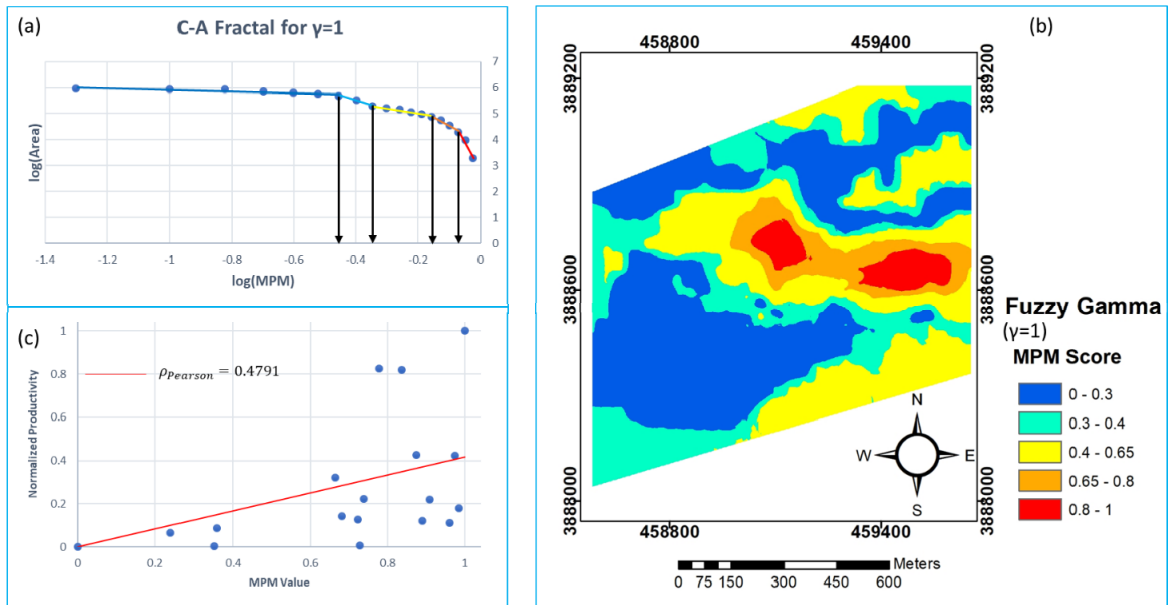 (a)
C-A Fractal for γ=1
7
6
5
4
3
2
1
0
log(Area)
-1.4 -1 -0.8 -0.6 -0.4 -0.2 0
log(MPM)
(b)
458800 459400
3889200 3889200
3888600 3888600
3888000 3888000
458800 459400
Fuzzy Gamma
(γ=1)
MPM Score
0 - 0.3
0.3 - 0.4
0.4 - 0.65
0.65 - 0.8
0.8 - 1
N
W E
S
Meters
0 75 150 300 450 600
(c)
ρPearson = 0.4791
1
0.8
0.6
0.4
0.2
0
Normalized Productivity
0 0.2 0.4 0.6 0.8 1
MPM Value